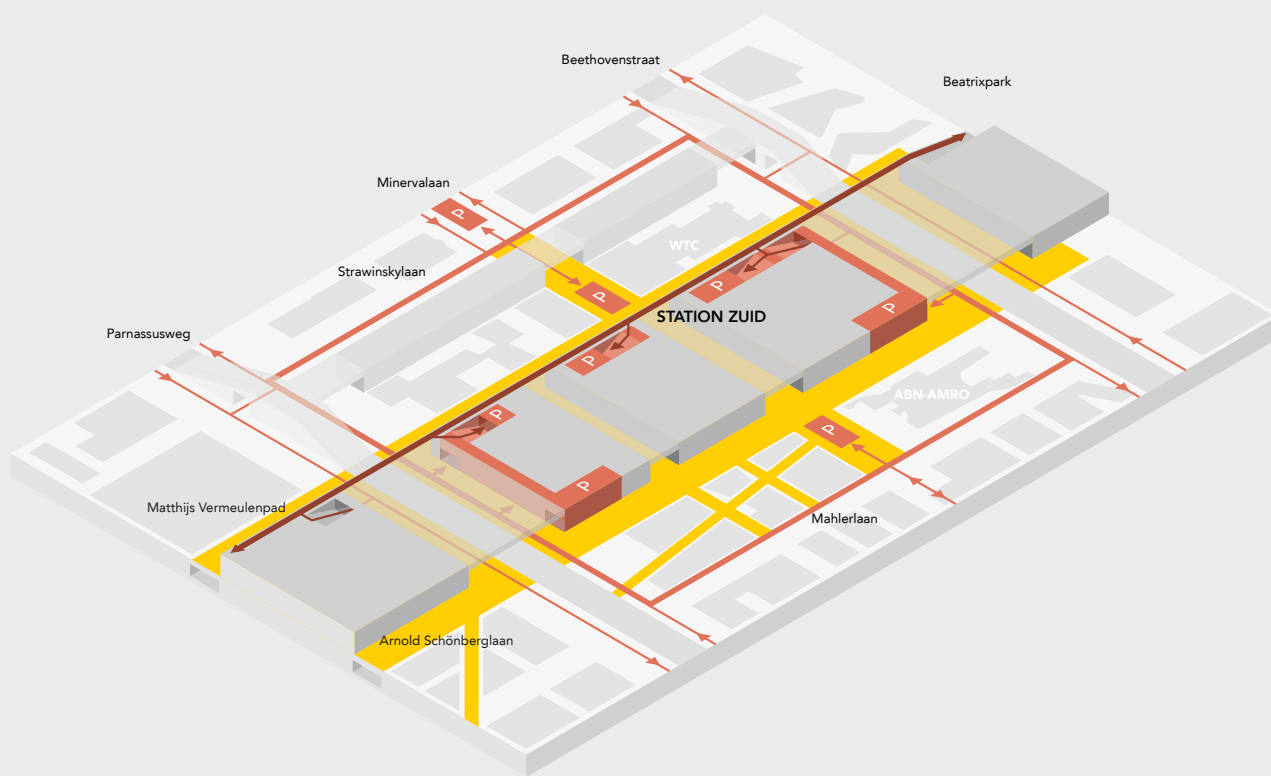 Beethovenstraat
Beatrixpark
Minervalaan
P
WTC
Strawinskylaan
P
P
P
STATION ZUID
Parnassusweg
P
ABN-AMRO
P
P
P
Matthijs Vermeulenpad
Mahlerlaan
Arnold Schönberglaan